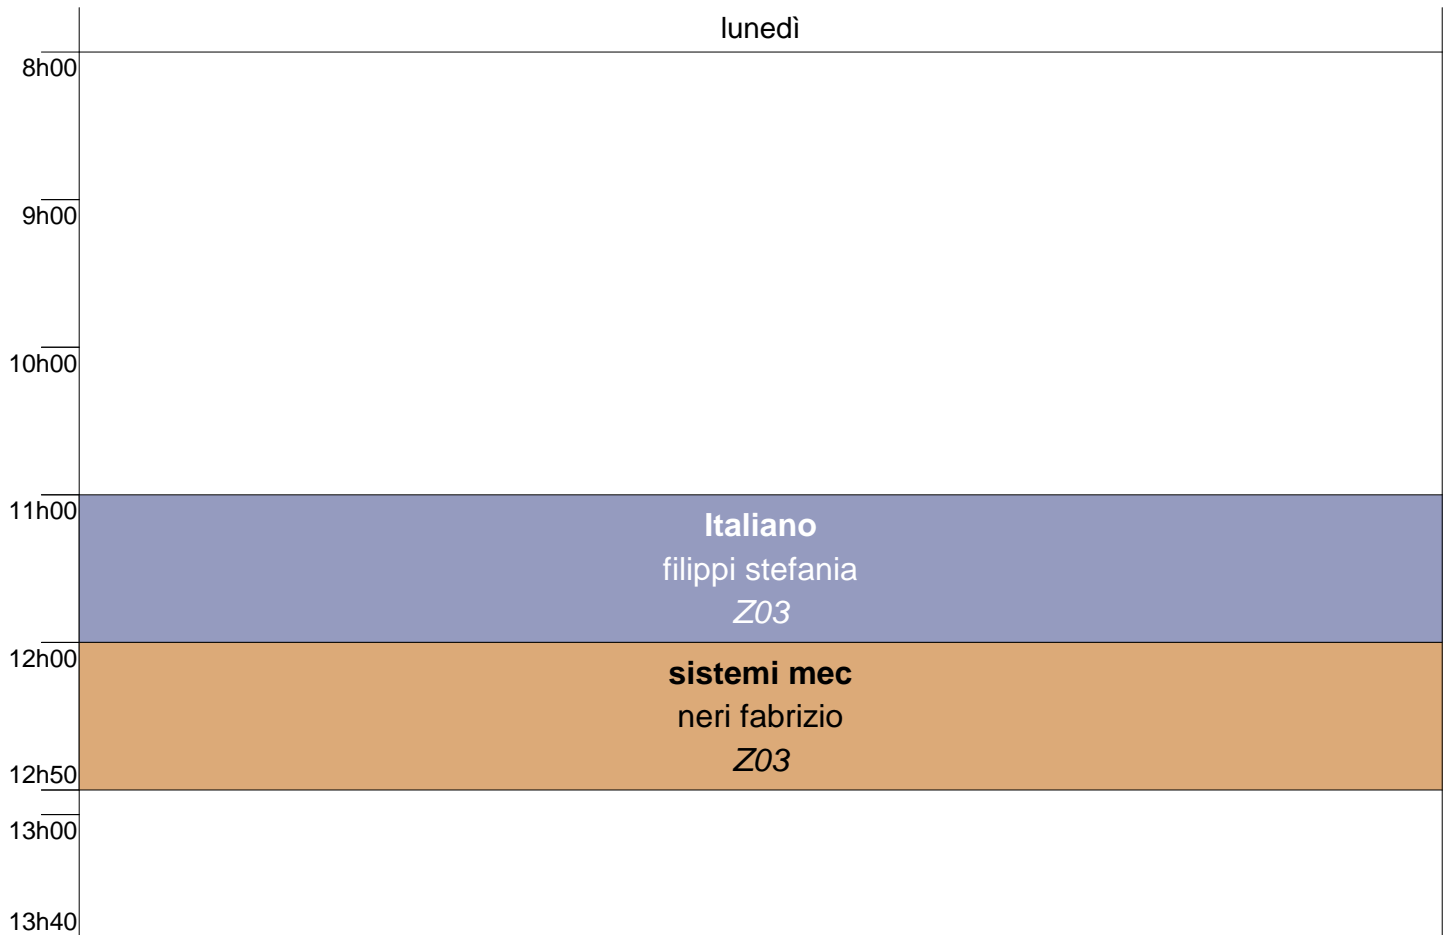 lunedì
8h00
9h00
10h00
11h00
Italiano
filippi stefania
Z03
12h00
sistemi mec
neri fabrizio
Z03
12h50
13h00
13h40